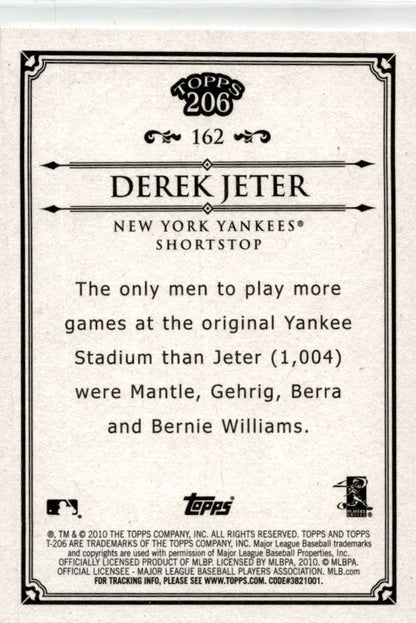 TOPPS
206
162
DEREK JETER
NEW YORK YANKEES®
SHORTSTOP
The only men to play more
games at the original Yankee
Stadium than Jeter (1,004)
were Mantle, Gehrig, Berra
and Bernie Williams.
Topps®
PLAYERS
CHOICE
®, TM & © 2010 THE TOPPS COMPANY, INC. ALL RIGHTS RESERVED. TOPPS AND TOPPS
T-206 ARE TRADEMARKS OF THE TOPPS COMPANY, INC. Major League Baseball trademarks
and copyrights are used with permission of Major League Baseball Properties, Inc.
OFFICIALLY LICENSED PRODUCT OF MLBP. LICENSED BY MLBPA, 2010. © MLBPA.
OFFICIAL LICENSEE - MAJOR LEAGUE BASEBALL PLAYERS ASSOCIATION. MLB.com
FOR TRACKING INFO, PLEASE SEE WWW.TOPPS.COM. CODE#3821001.